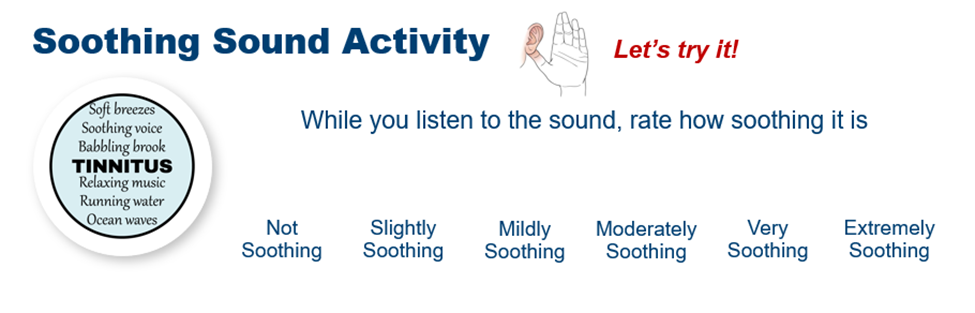 Soothing Sound Activity
Let's try it!
Soft breezes
Soothing voice
Babbling brook
TINNITUS
Relaxing music
Running water
Ocean waves
While you listen to the sound, rate how soothing it is
Not Soothing
Slightly Soothing
Mildly Soothing
Moderately Soothing
Very Soothing
Extremely Soothing